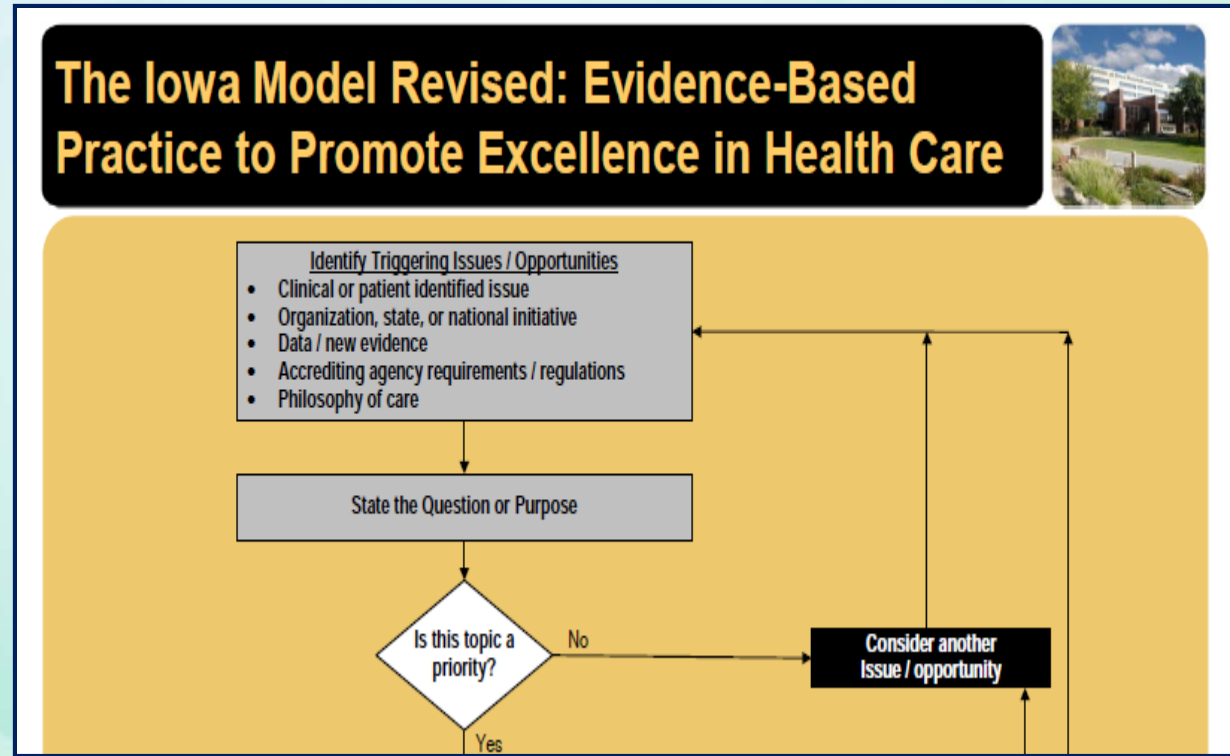 The Iowa Model Revised: Evidence-Based
Practice to Promote Excellence in Health Care
Identify Triggering Issues / Opportunities
• Clinical or patient identified issue
• Organization, state, or national initiative
• Data / new evidence
• Accrediting agency requirements / regulations
• Philosophy of care
State the Question or Purpose
Is this topic a
priority?
No
Consider another
Issue / opportunity
Yes